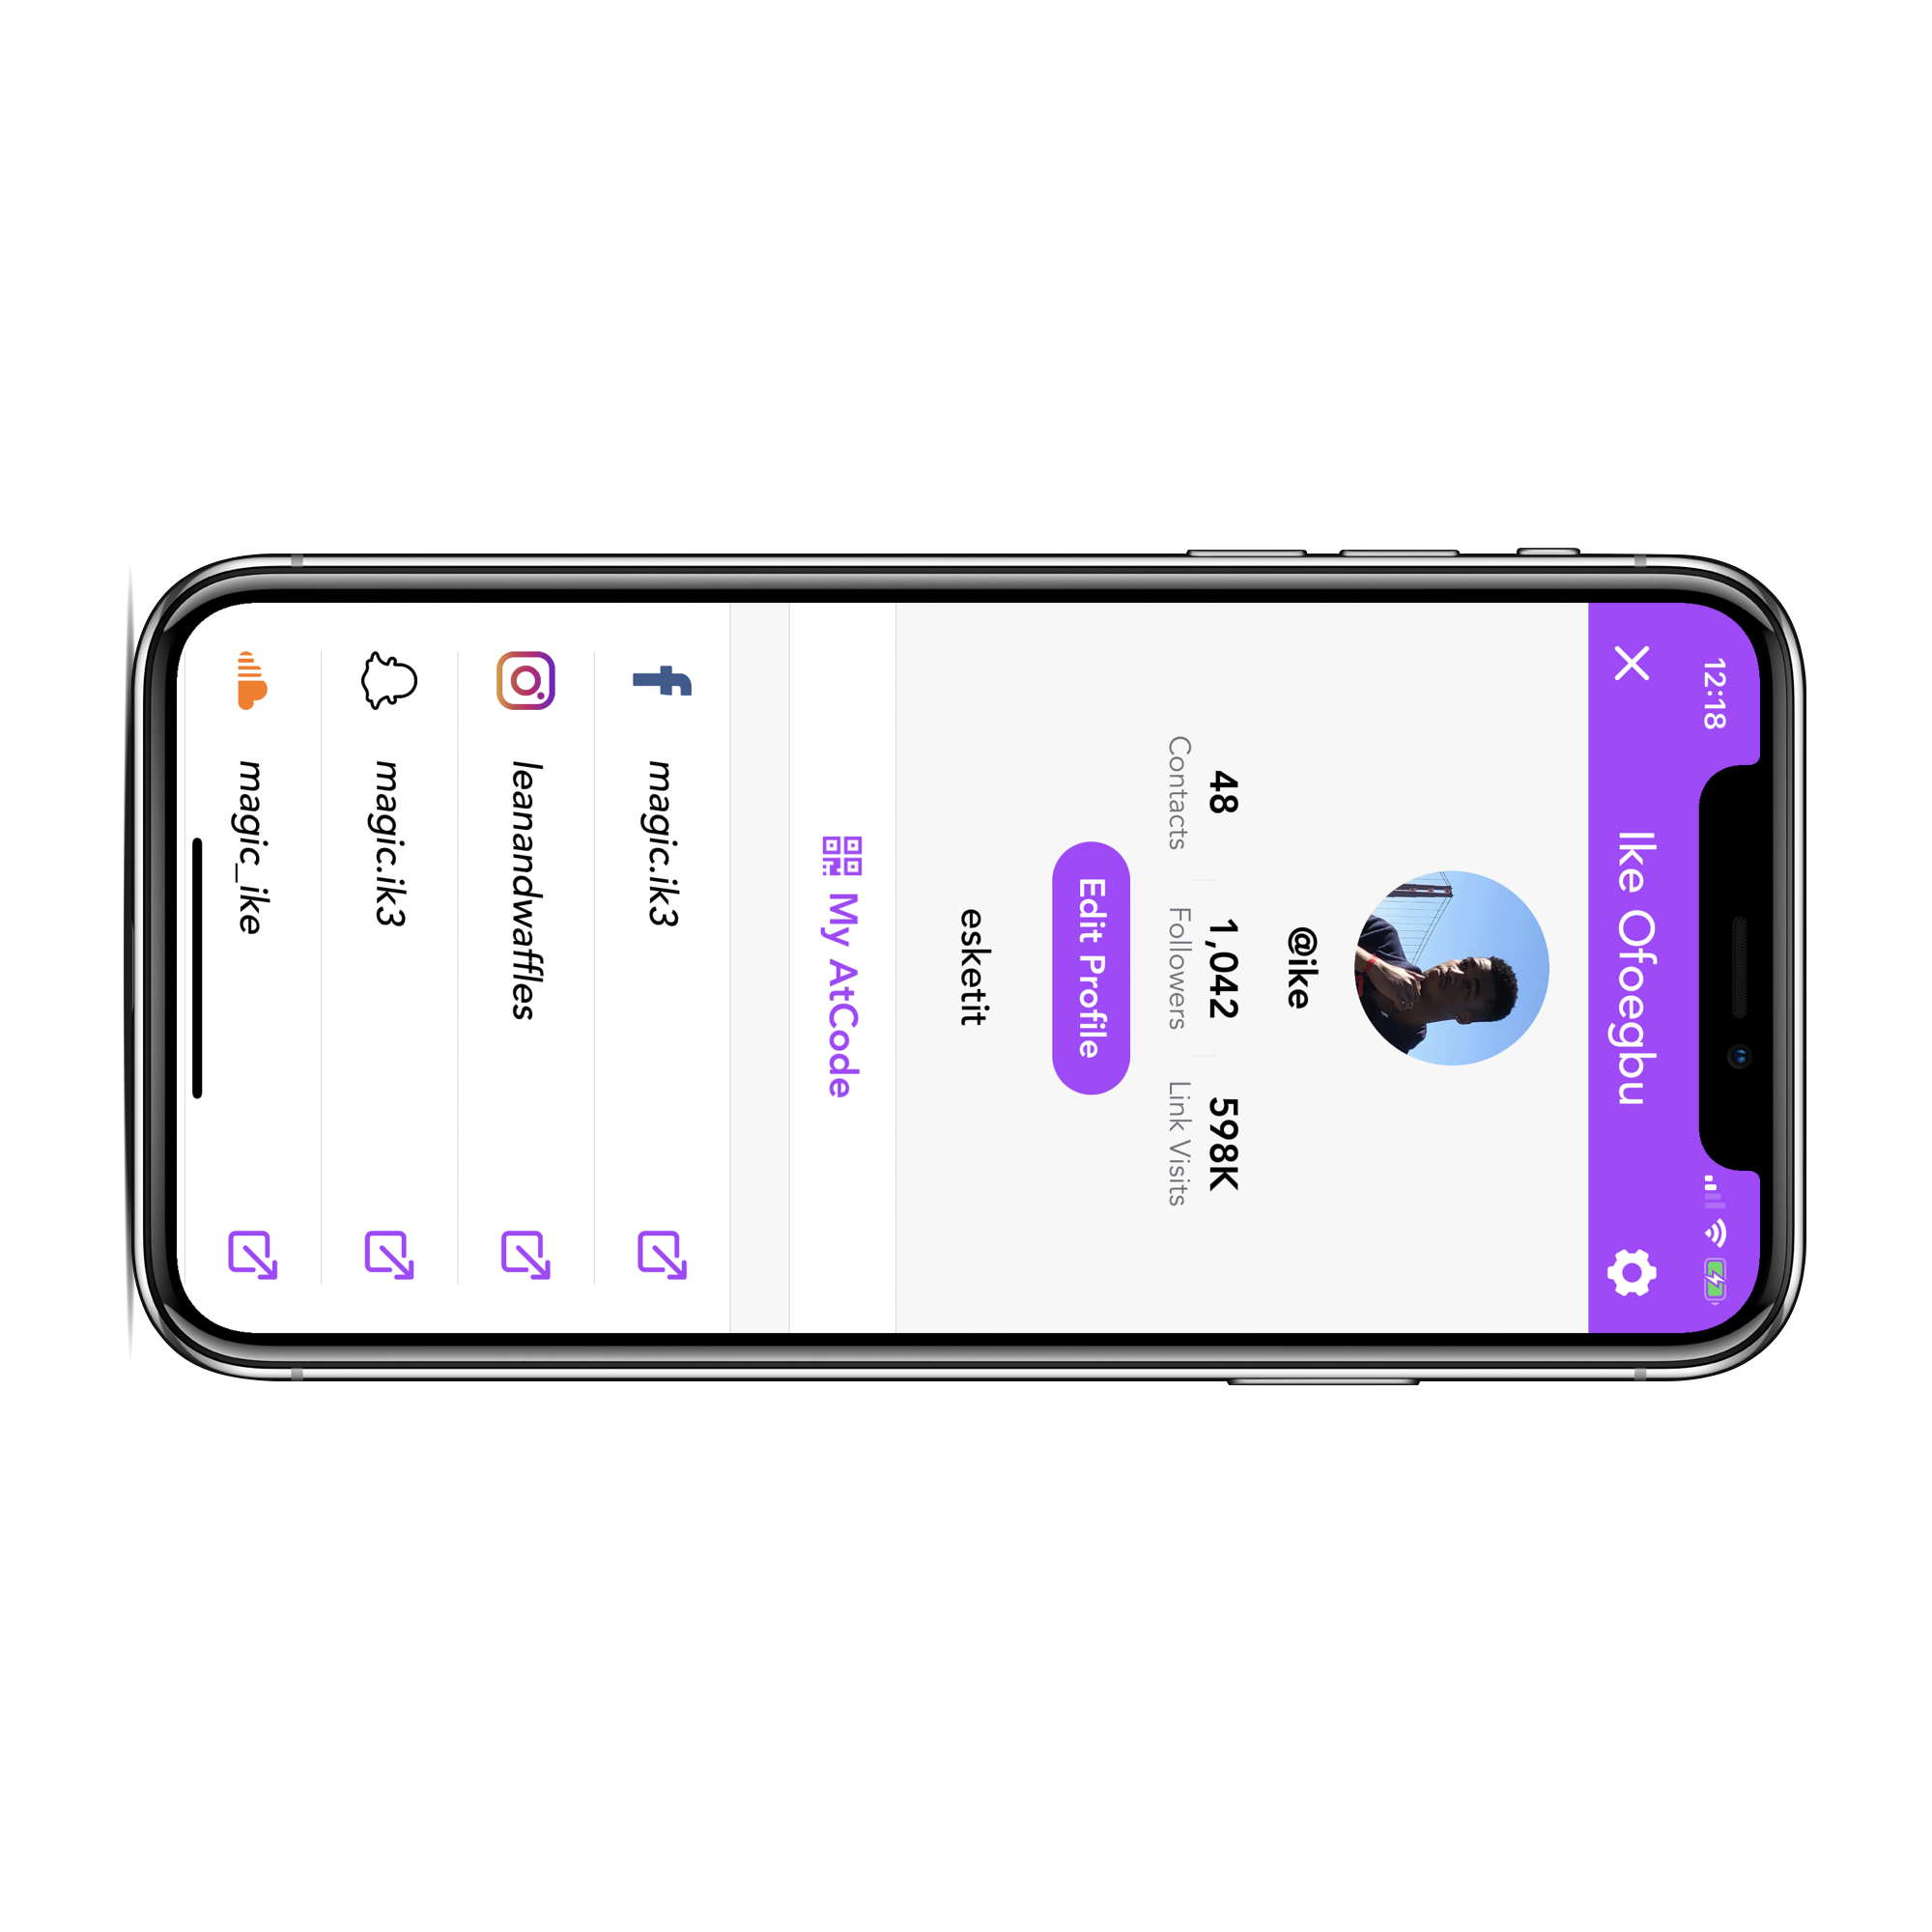 12:18
Ike Ofoegbu
@ike
48 1,042 598K
Contacts Followers Link Visits
Edit Profile
esketit
My AtCode
magic.ik3
leanandwaffles
magic.ik3
magic_ike